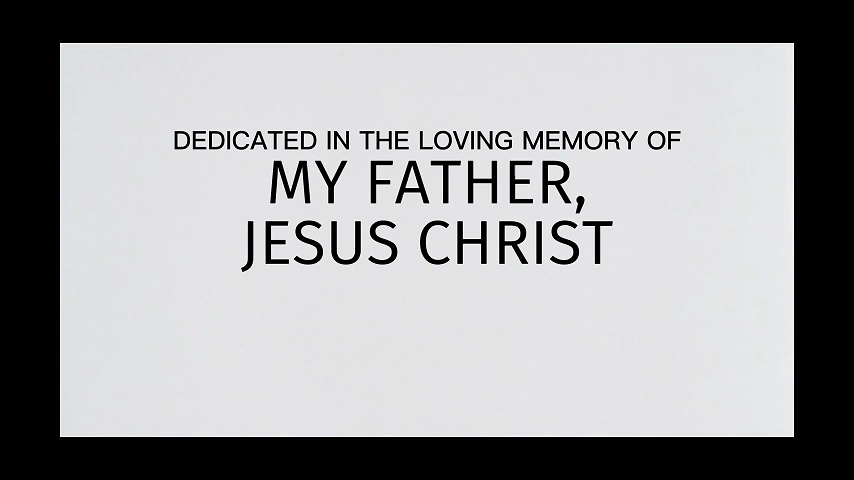 DEDICATED IN THE LOVING MEMORY OF
MY FATHER,
JESUS CHRIST